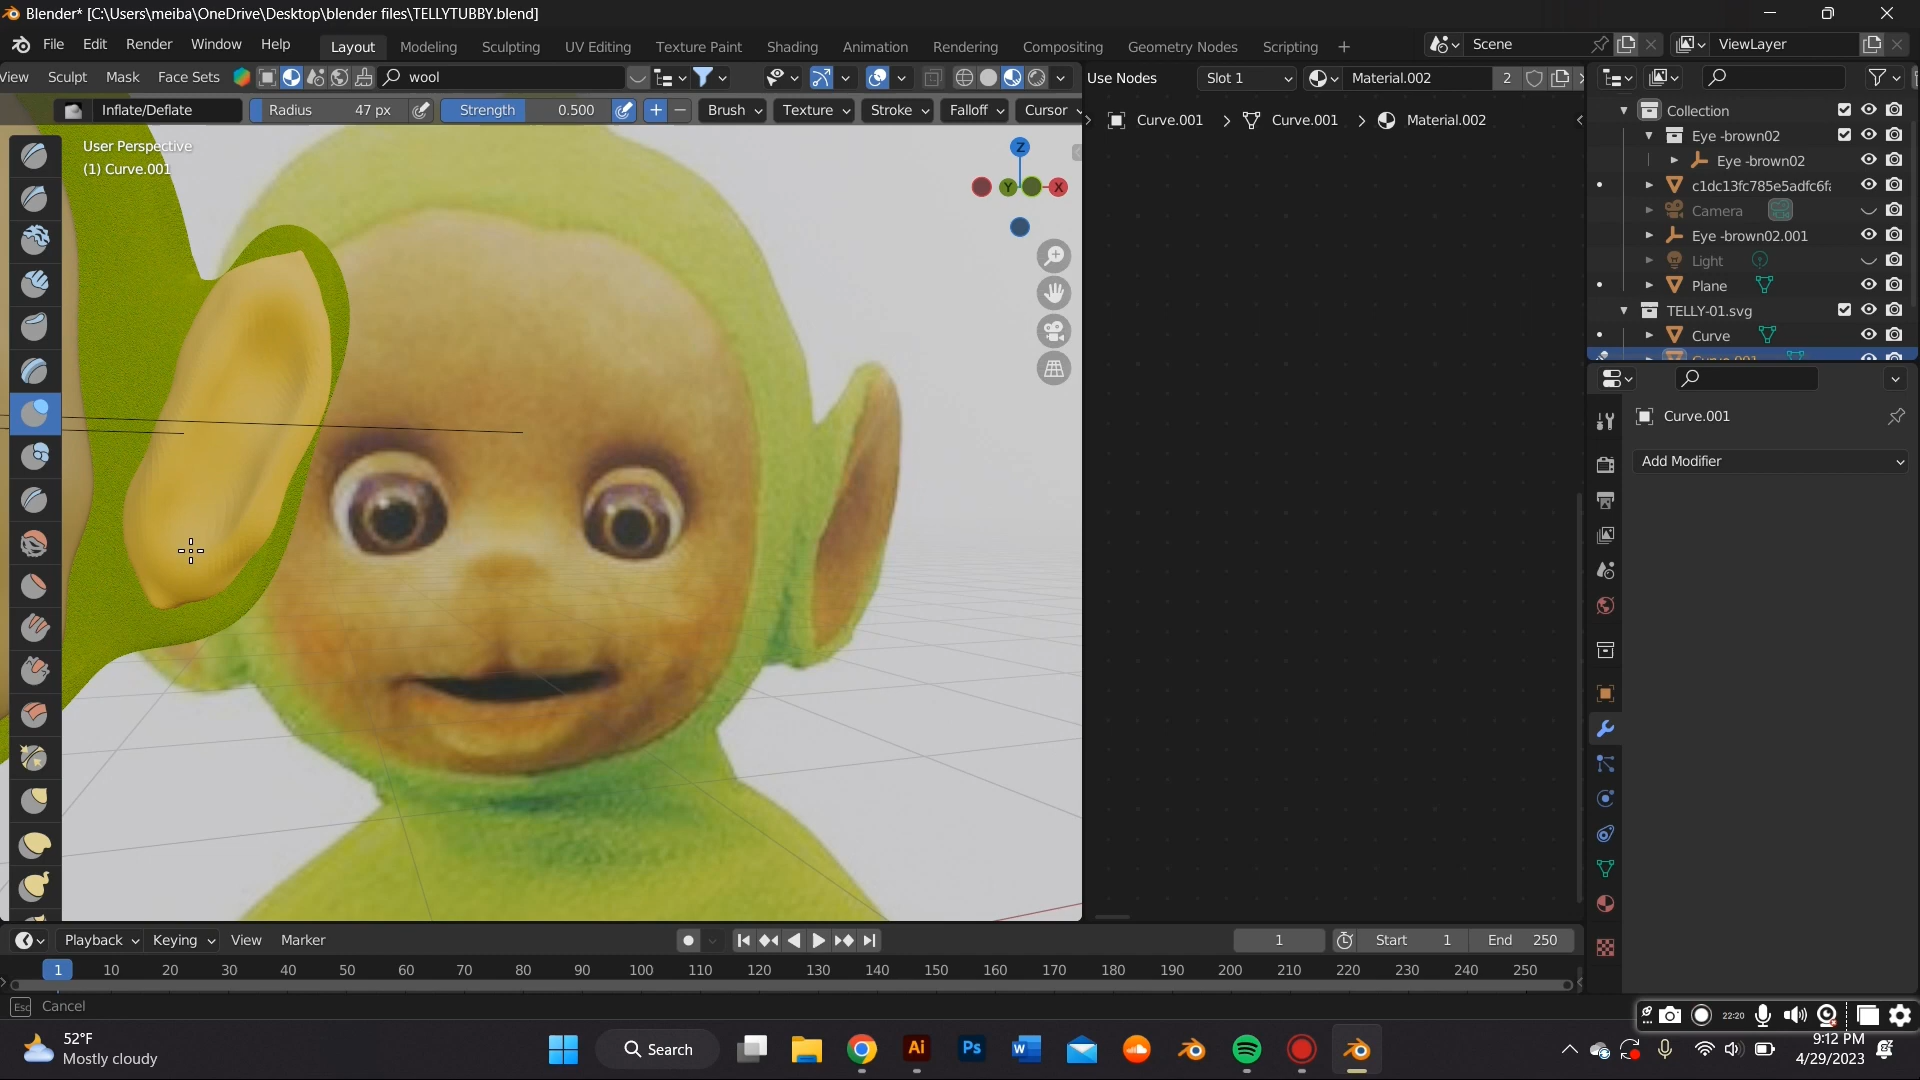 Blender* [C:\Users\meiba\OneDrive\Desktop\blender files\TELLYTUBBY.blend]
File Edit Render Window Help Layout Modeling Sculpting UV Editing Texture Paint Shading Animation Rendering Compositing Geometry Nodes Scripting + Scene ViewLayer
View Sculpt Mask Face Sets wool Use Nodes Slot 1 Material.002 2
Inflate/Deflate Radius 47 px Strength 0.500 Brush Texture Stroke Falloff Cursor
User Perspective
(1) Curve.001
Z
Y X
Curve.001 > Curve.001 > Material.002
Collection
Eye -brown02
Eye -brown02
c1dc13fc785e5adfc6f
Camera
Eye -brown02.001
Light
Plane
TELLY-01.svg
Curve
Curve.001
Curve.001
Add Modifier
Playback Keying View Marker 1 Start 1 End 250
1 10 20 30 40 50 60 70 80 90 100 110 120 130 140 150 160 170 180 190 200 210 220 230 240 250
Esc Cancel
22:20
52°F
Mostly cloudy
Search
Ai Ps W
9:12 PM
4/29/2023